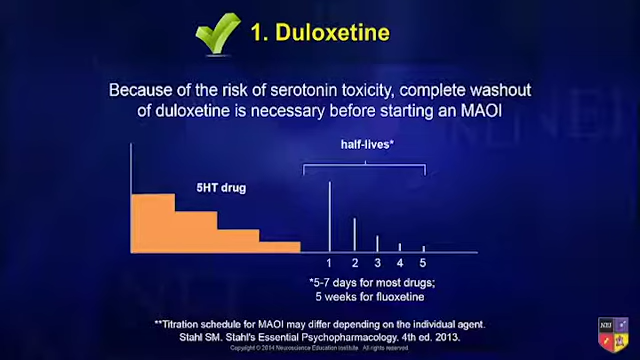 1. Duloxetine
Because of the risk of serotonin toxicity, complete washout
of duloxetine is necessary before starting an MAOI
half-lives*
5HT drug
1 2 3 4 5
*5-7 days for most drugs;
5 weeks for fluoxetine
**Titration schedule for MAOI may differ depending on the individual agent.
Stahl SM. Stahl's Essential Psychopharmacology. 4th ed. 2013.
Copyright © 2014 Neuroscience Education Institute. All rights reserved.
NEI